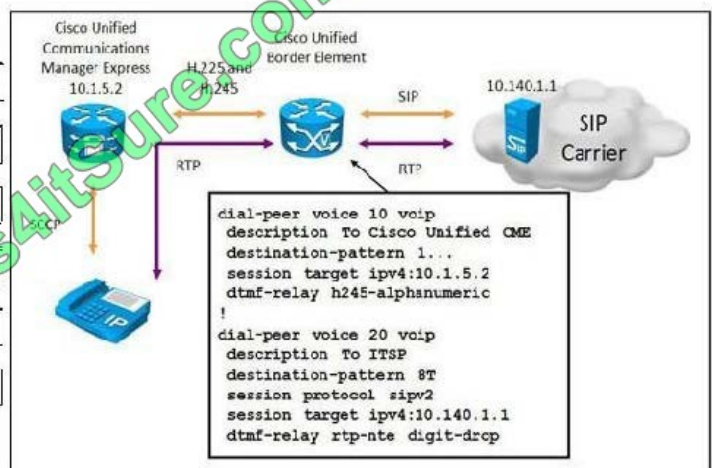 Cisco Unified
Communications
Manager Express
10.1.5.2
H.225 and
H.245
Cisco Unified
Border Element
SIP
10.140.1.1
SIP
Carrier
RTP
RTP
SCCP
IP
SIP
s4itSure.co
dial-peer voice 10 voip
description To Cisco Unified CME
destination-pattern 1...
session target ipv4:10.1.5.2
dtmf-relay h245-alphanumeric
!
dial-peer voice 20 voip
description To ITSP
destination-pattern 8T
session protocol sipv2
session target ipv4:10.140.1.1
dtmf-relay rtp-nte digit-drop